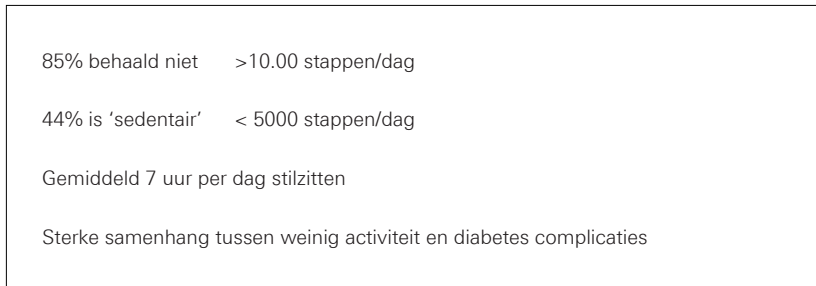 85% behaald niet >10.00 stappen/dag
44% is ‘sedentair’ < 5000 stappen/dag
Gemiddeld 7 uur per dag stilzitten
Sterke samenhang tussen weinig activiteit en diabetes complicaties